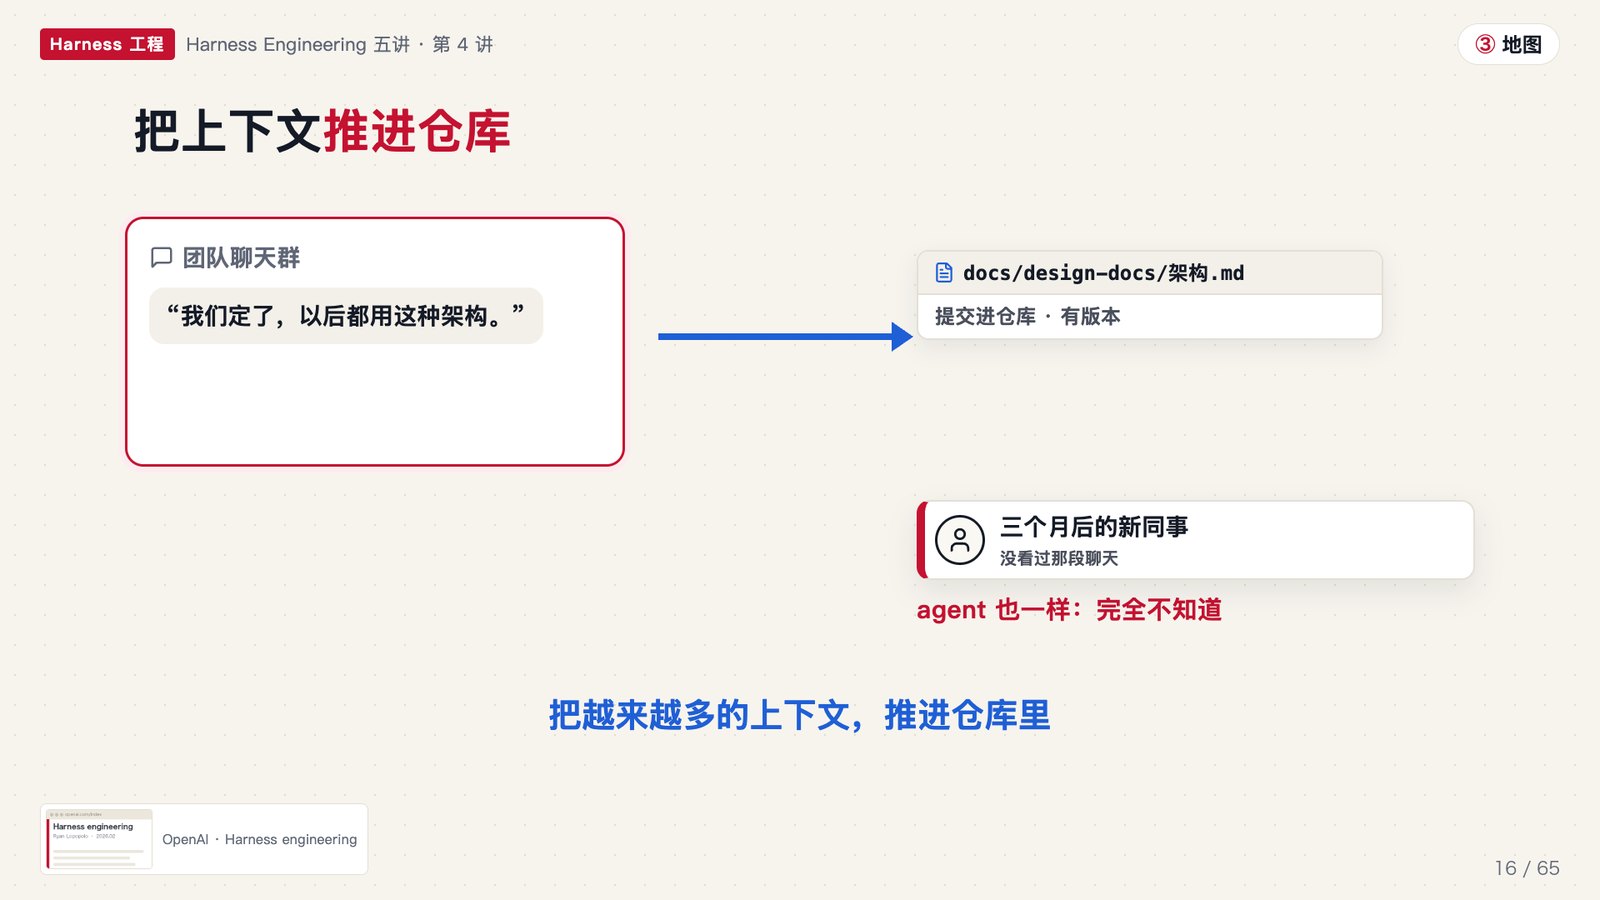 Harness 工程
Harness Engineering 五讲 · 第 4 讲
③ 地图
把上下文推进仓库
团队聊天群
“我们定了，以后都用这种架构。”
docs/design-docs/架构.md
提交进仓库 · 有版本
三个月后的新同事
没看过那段聊天
agent 也一样：完全不知道
把越来越多的上下文，推进仓库里
Harness engineering
OpenAI · Harness engineering
16 / 65